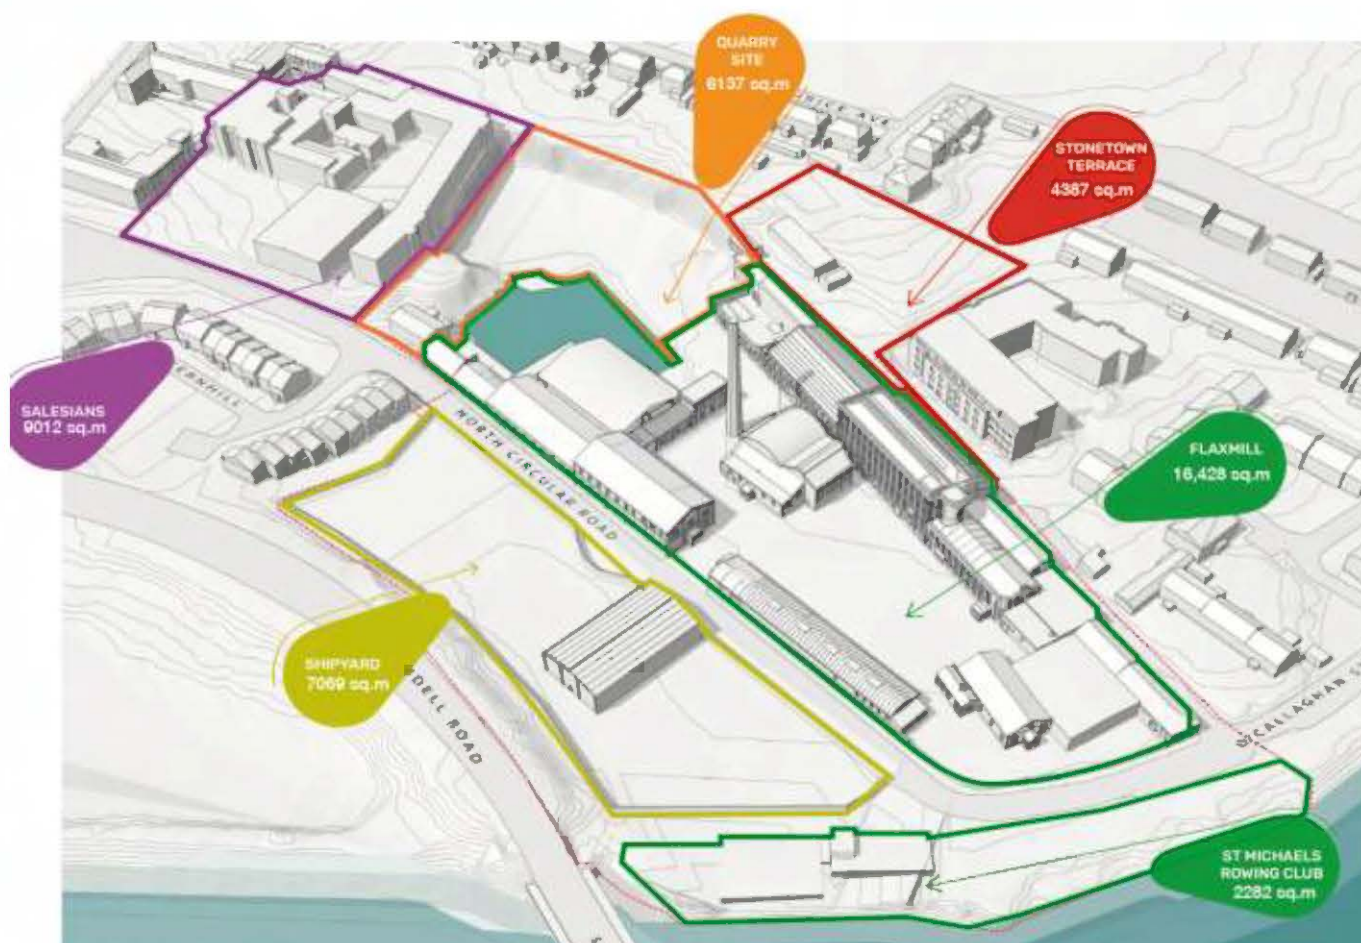 QUARRY
SITE
6137 sq.m
STONETOWN
TERRACE
4387 sq.m
SALESIANS
9012 sq.m
FLAXMILL
16,428 sq.m
NORTH CIRCULAR ROAD
SHIPYARD
7069 sq.m
DELL ROAD
ST MICHAELS
ROWING CLUB
2282 sq.m